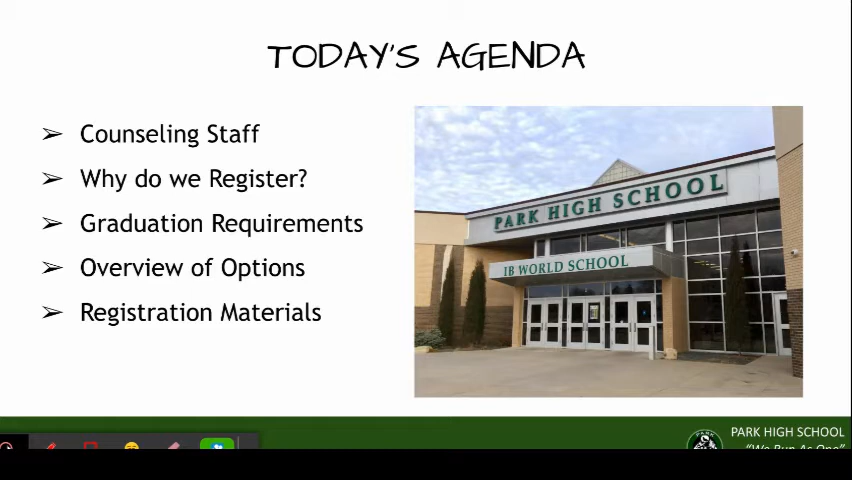 TODAY'S AGENDA
➢ Counseling Staff
➢ Why do we Register?
➢ Graduation Requirements
➢ Overview of Options
➢ Registration Materials
PARK HIGH SCHOOL
IB WORLD SCHOOL
PARK HIGH SCHOOL
"We Run As One"